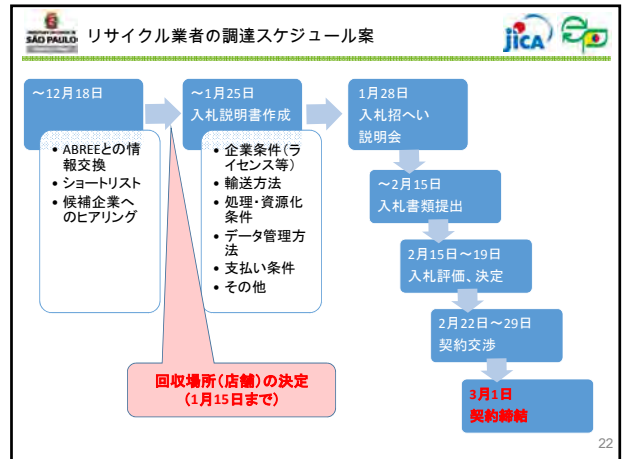 SÃO PAULO
リサイクル業者の調達スケジュール案
jica
～12月18日
• ABREEとの情
報交換
• ショートリスト
• 候補企業へ
のヒアリング
～1月25日
入札説明書作成
• 企業条件(ラ
イセンス等)
• 輸送方法
• 処理・資源化
条件
• データ管理方
法
• 支払い条件
• その他
1月28日
入札招へい
説明会
～2月15日
入札書類提出
2月15日～19日
入札評価、決定
2月22日～29日
契約交渉
3月1日
契約締結
回収場所(店舗)の決定
(1月15日まで)
22